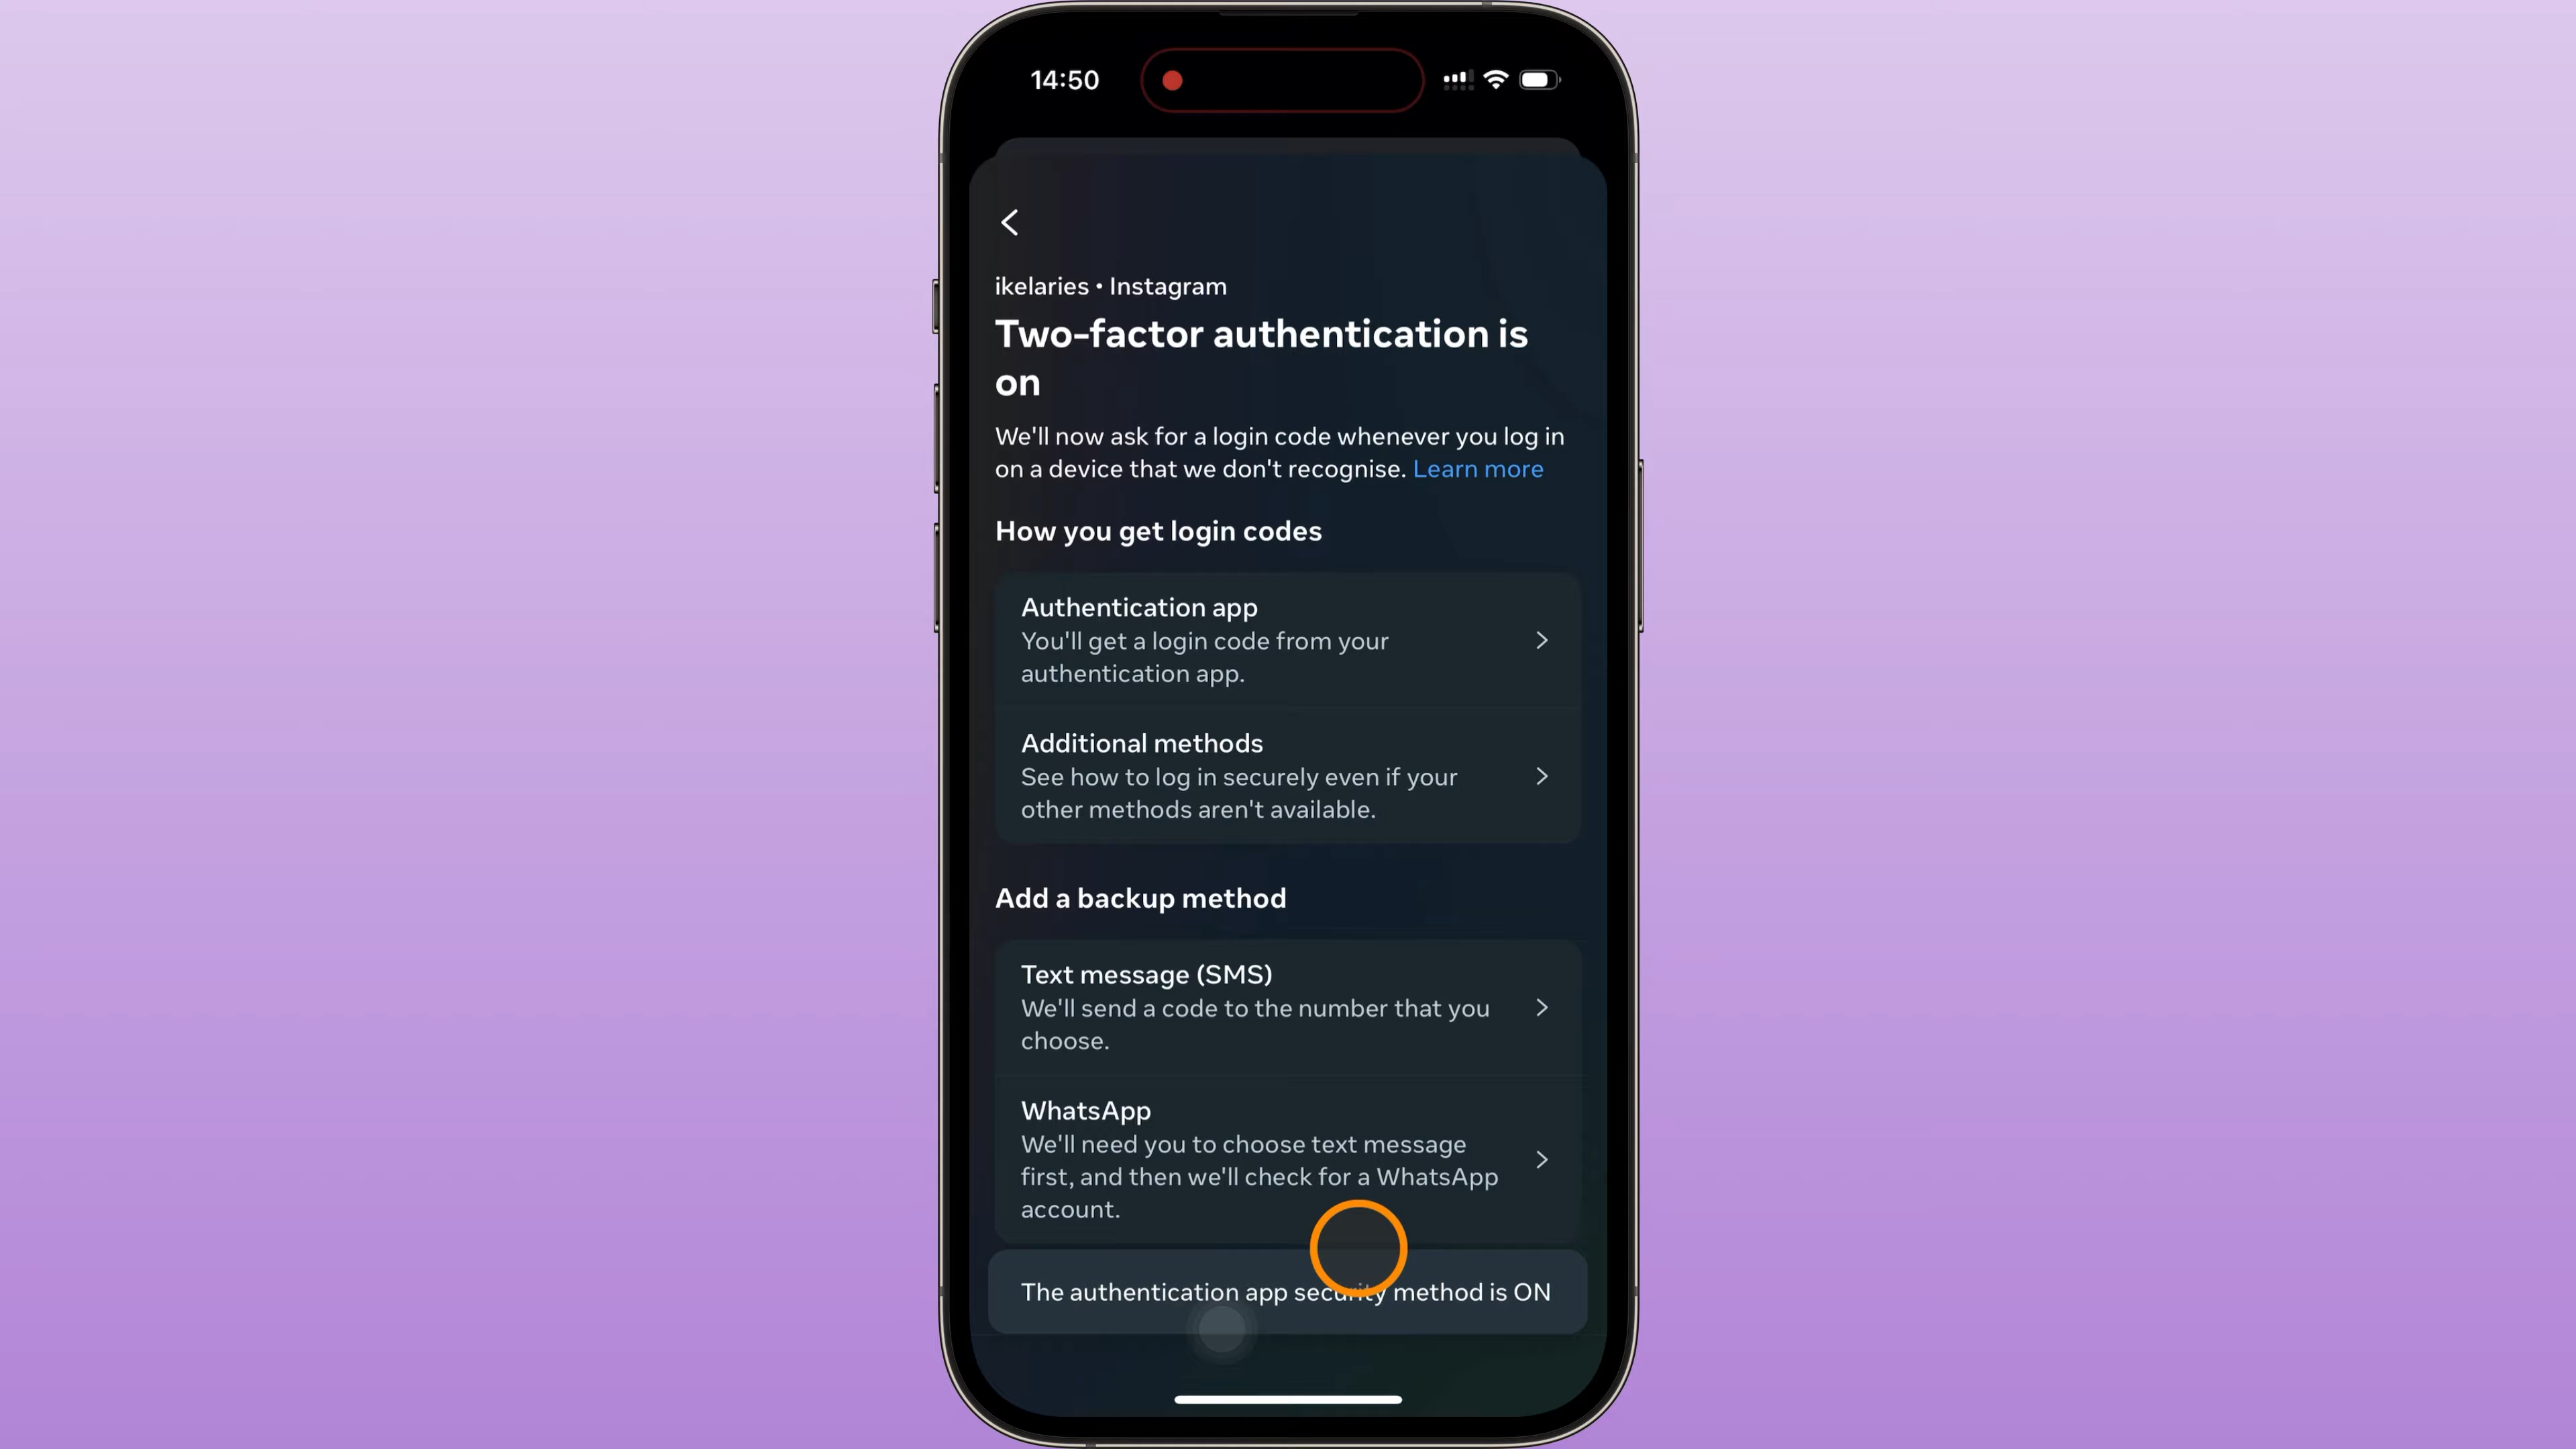 14:50
ikelaries • Instagram
Two-factor authentication is
on
We'll now ask for a login code whenever you log in
on a device that we don't recognise. Learn more
How you get login codes
Authentication app
You'll get a login code from your
authentication app.
Additional methods
See how to log in securely even if your
other methods aren't available.
Add a backup method
Text message (SMS)
We'll send a code to the number that you
choose.
WhatsApp
We'll need you to choose text message
first, and then we'll check for a WhatsApp
account.
The authentication app security method is ON